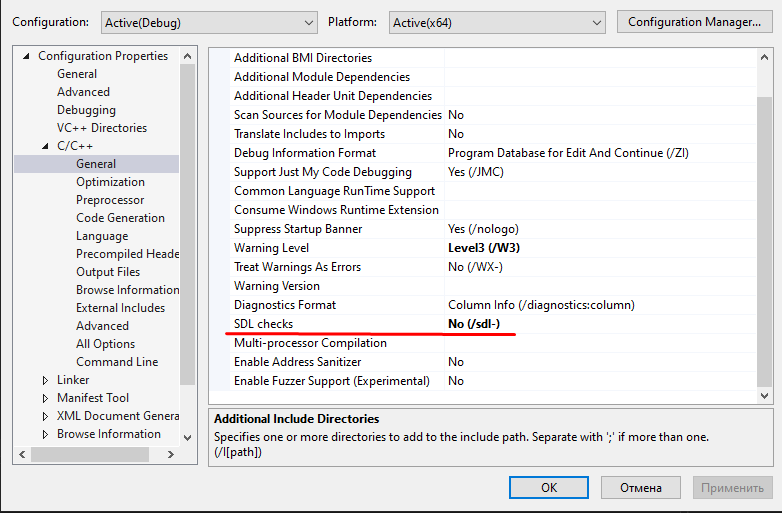 Configuration: Active(Debug) Platform: Active(x64) Configuration Manager...
Configuration Properties
General
Advanced
Debugging
VC++ Directories
C/C++
General
Optimization
Preprocessor
Code Generation
Language
Precompiled Heade
Output Files
Browse Information
External Includes
Advanced
All Options
Command Line
Linker
Manifest Tool
XML Document Genera
Browse Information
Additional BMI Directories
Additional Module Dependencies
Additional Header Unit Dependencies
Scan Sources for Module Dependencies No
Translate Includes to Imports No
Debug Information Format Program Database for Edit And Continue (/ZI)
Support Just My Code Debugging Yes (/JMC)
Common Language RunTime Support
Consume Windows Runtime Extension
Suppress Startup Banner Yes (/nologo)
Warning Level Level3 (/W3)
Treat Warnings As Errors No (/WX-)
Warning Version
Diagnostics Format Column Info (/diagnostics:column)
SDL checks No (/sdl-)
Multi-processor Compilation
Enable Address Sanitizer No
Enable Fuzzer Support (Experimental) No
Additional Include Directories
Specifies one or more directories to add to the include path. Separate with ';' if more than one.
(/I[path])
OK Отмена Применить